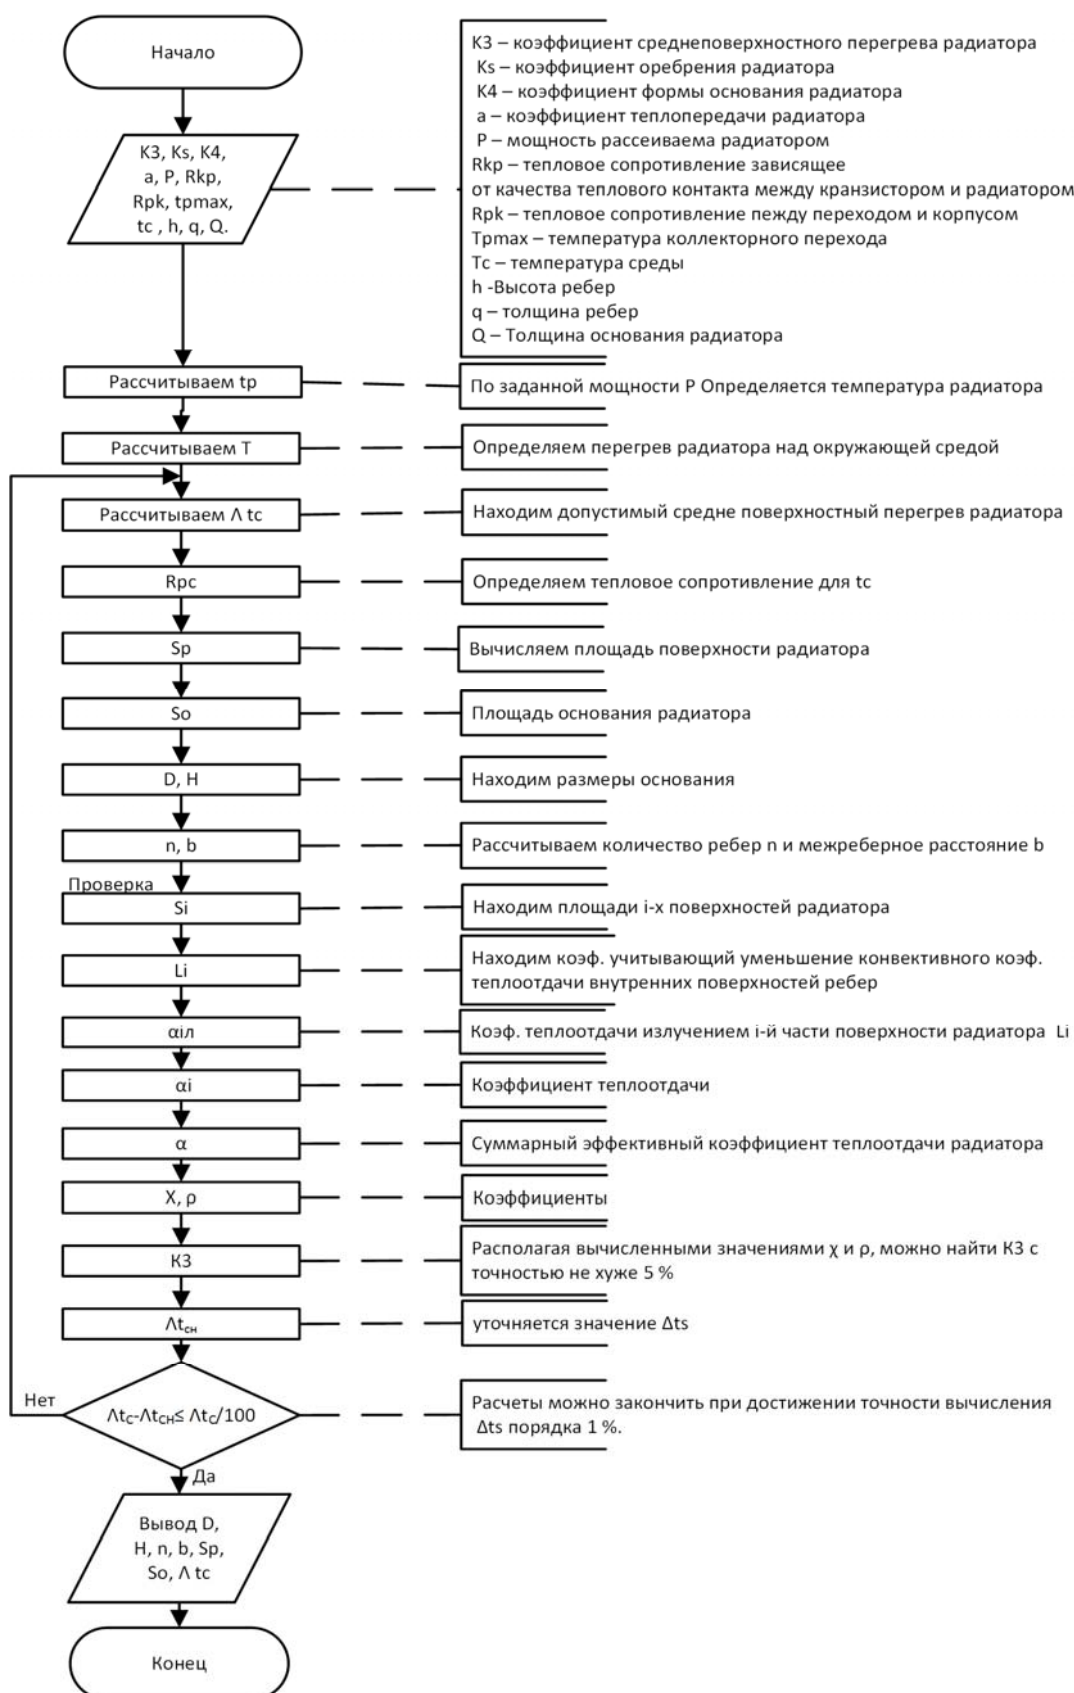 Начало
K3 – коэффициент среднеповерхностного перегрева радиатора
Ks – коэффициент оребрения радиатора
K4 – коэффициент формы основания радиатора
a – коэффициент теплопередачи радиатора
P – мощность рассеиваема радиатором
Rkp – тепловое сопротивление зависящее
от качества теплового контакта между кранзистором и радиатором
Rpk – тепловое сопротивление пежду переходом и корпусом
Tpmax – температура коллекторного перехода
Tc – температура среды
h -Высота ребер
q – толщина ребер
Q – Толщина основания радиатора
K3, Ks, K4,
a, P, Rkp,
Rpk, tpmax,
tc , h, q, Q.
Рассчитываем tp
По заданной мощности P Определяется температура радиатора
Рассчитываем T
Определяем перегрев радиатора над окружающей средой
Рассчитываем Λ tc
Находим допустимый средне поверхностный перегрев радиатора
Rpc
Определяем тепловое сопротивление для tc
Sp
Вычисляем площадь поверхности радиатора
So
Площадь основания радиатора
D, H
Находим размеры основания
n, b
Рассчитываем количество ребер n и межреберное расстояние b
Проверка
Si
Находим площади i-х поверхностей радиатора
Li
Находим коэф. учитывающий уменьшение конвективного коэф.
теплоотдачи внутренних поверхностей ребер
αiл
Коэф. теплоотдачи излучением i-й части поверхности радиатора Li
αi
Коэффициент теплоотдачи
α
Суммарный эффективный коэффициент теплоотдачи радиатора
X, ρ
Коэффициенты
К3
Располагая вычисленными значениями χ и ρ, можно найти К3 с
точностью не хуже 5 %
Λtсн
уточняется значение Δts
Нет
ΛtC-ΛtCH≤ ΛtC/100
Расчеты можно закончить при достижении точности вычисления
Δts порядка 1 %.
Да
Вывод D,
H, n, b, Sp,
So, Λ tc
Конец